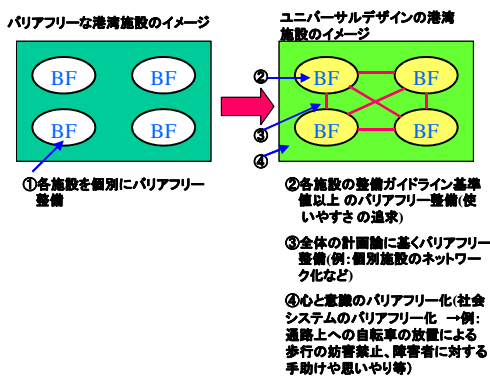 バリアフリーな港湾施設のイメージ
BF BF
BF BF
①各施設を個別にバリアフリー
整備
ユニバーサルデザインの港湾
施設のイメージ
②
BF BF
③
BF BF
④
②各施設の整備ガイドライン基準
値以上 のバリアフリー整備(使
いやすさ の追求)
③全体の計画論に基くバリアフリー
整備(例：個別施設のネットワー
ク化など)
④心と意識のバリアフリー化(社会
システムのバリアフリー化 →例：
通路上への自転車の放置による
歩行の妨害禁止、障害者に対する
手助けや思いやり等)